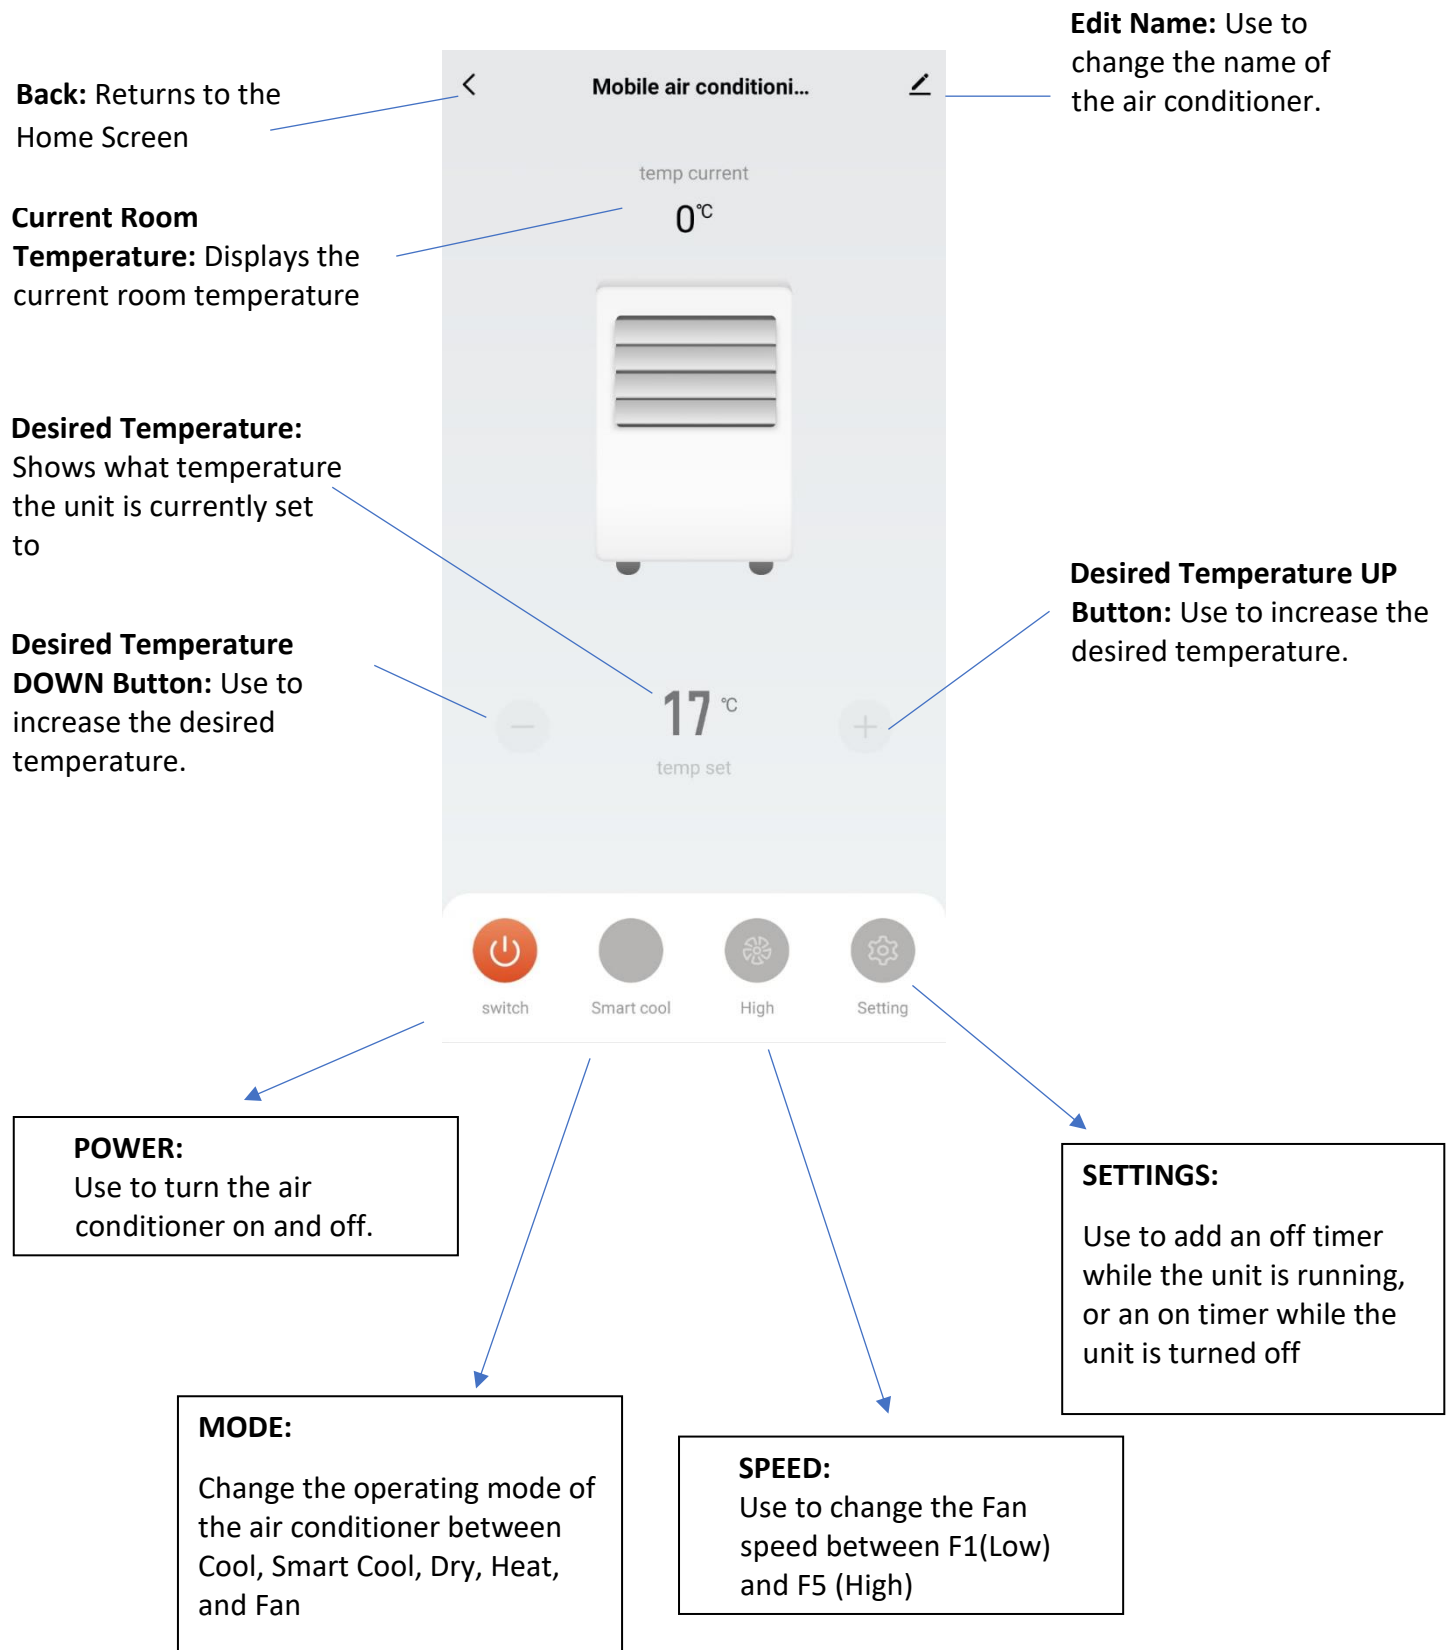 Edit Name: Use to
change the name of
the air conditioner.
Back: Returns to the
Home Screen
Mobile air conditioni...
temp current
0℃
Current Room
Temperature: Displays the
current room temperature
Desired Temperature:
Shows what temperature
the unit is currently set
to
Desired Temperature UP
Button: Use to increase the
desired temperature.
Desired Temperature
DOWN Button: Use to
increase the desired
temperature.
17 ℃
temp set
switch
Smart cool
High
Setting
POWER:
Use to turn the air
conditioner on and off.
SETTINGS:
Use to add an off timer
while the unit is running,
or an on timer while the
unit is turned off
MODE:
Change the operating mode of
the air conditioner between
Cool, Smart Cool, Dry, Heat,
and Fan
SPEED:
Use to change the Fan
speed between F1(Low)
and F5 (High)